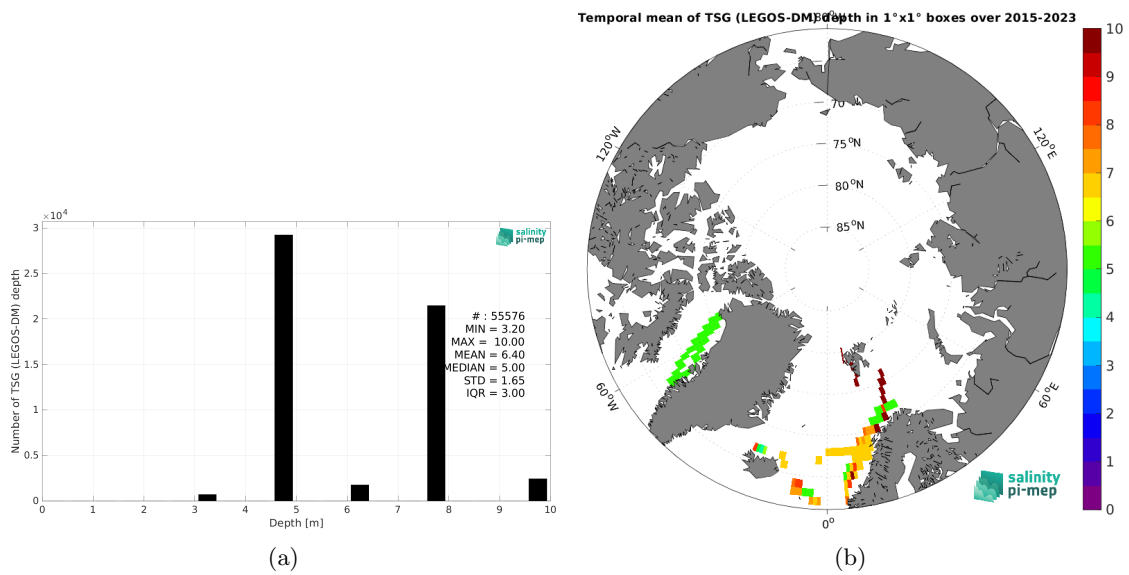 Temporal mean of TSG (LEGOS-DM) depth in 1°x1° boxes over 2015-2023
180°W
10
9
8
7
6
5
4
3
2
1
0
70°N
75°N
80°N
85°N
120°W
120°E
60°W
60°E
0°
salinity
pi-mep
×10⁴
3
2.5
2
1.5
1
0.5
0
Number of TSG (LEGOS-DM) depth
salinity
pi-mep
# : 55576
MIN = 3.20
MAX = 10.00
MEAN = 6.40
MEDIAN = 5.00
STD = 1.65
IQR = 3.00
0 1 2 3 4 5 6 7 8 9 10
Depth [m]
(a)
(b)